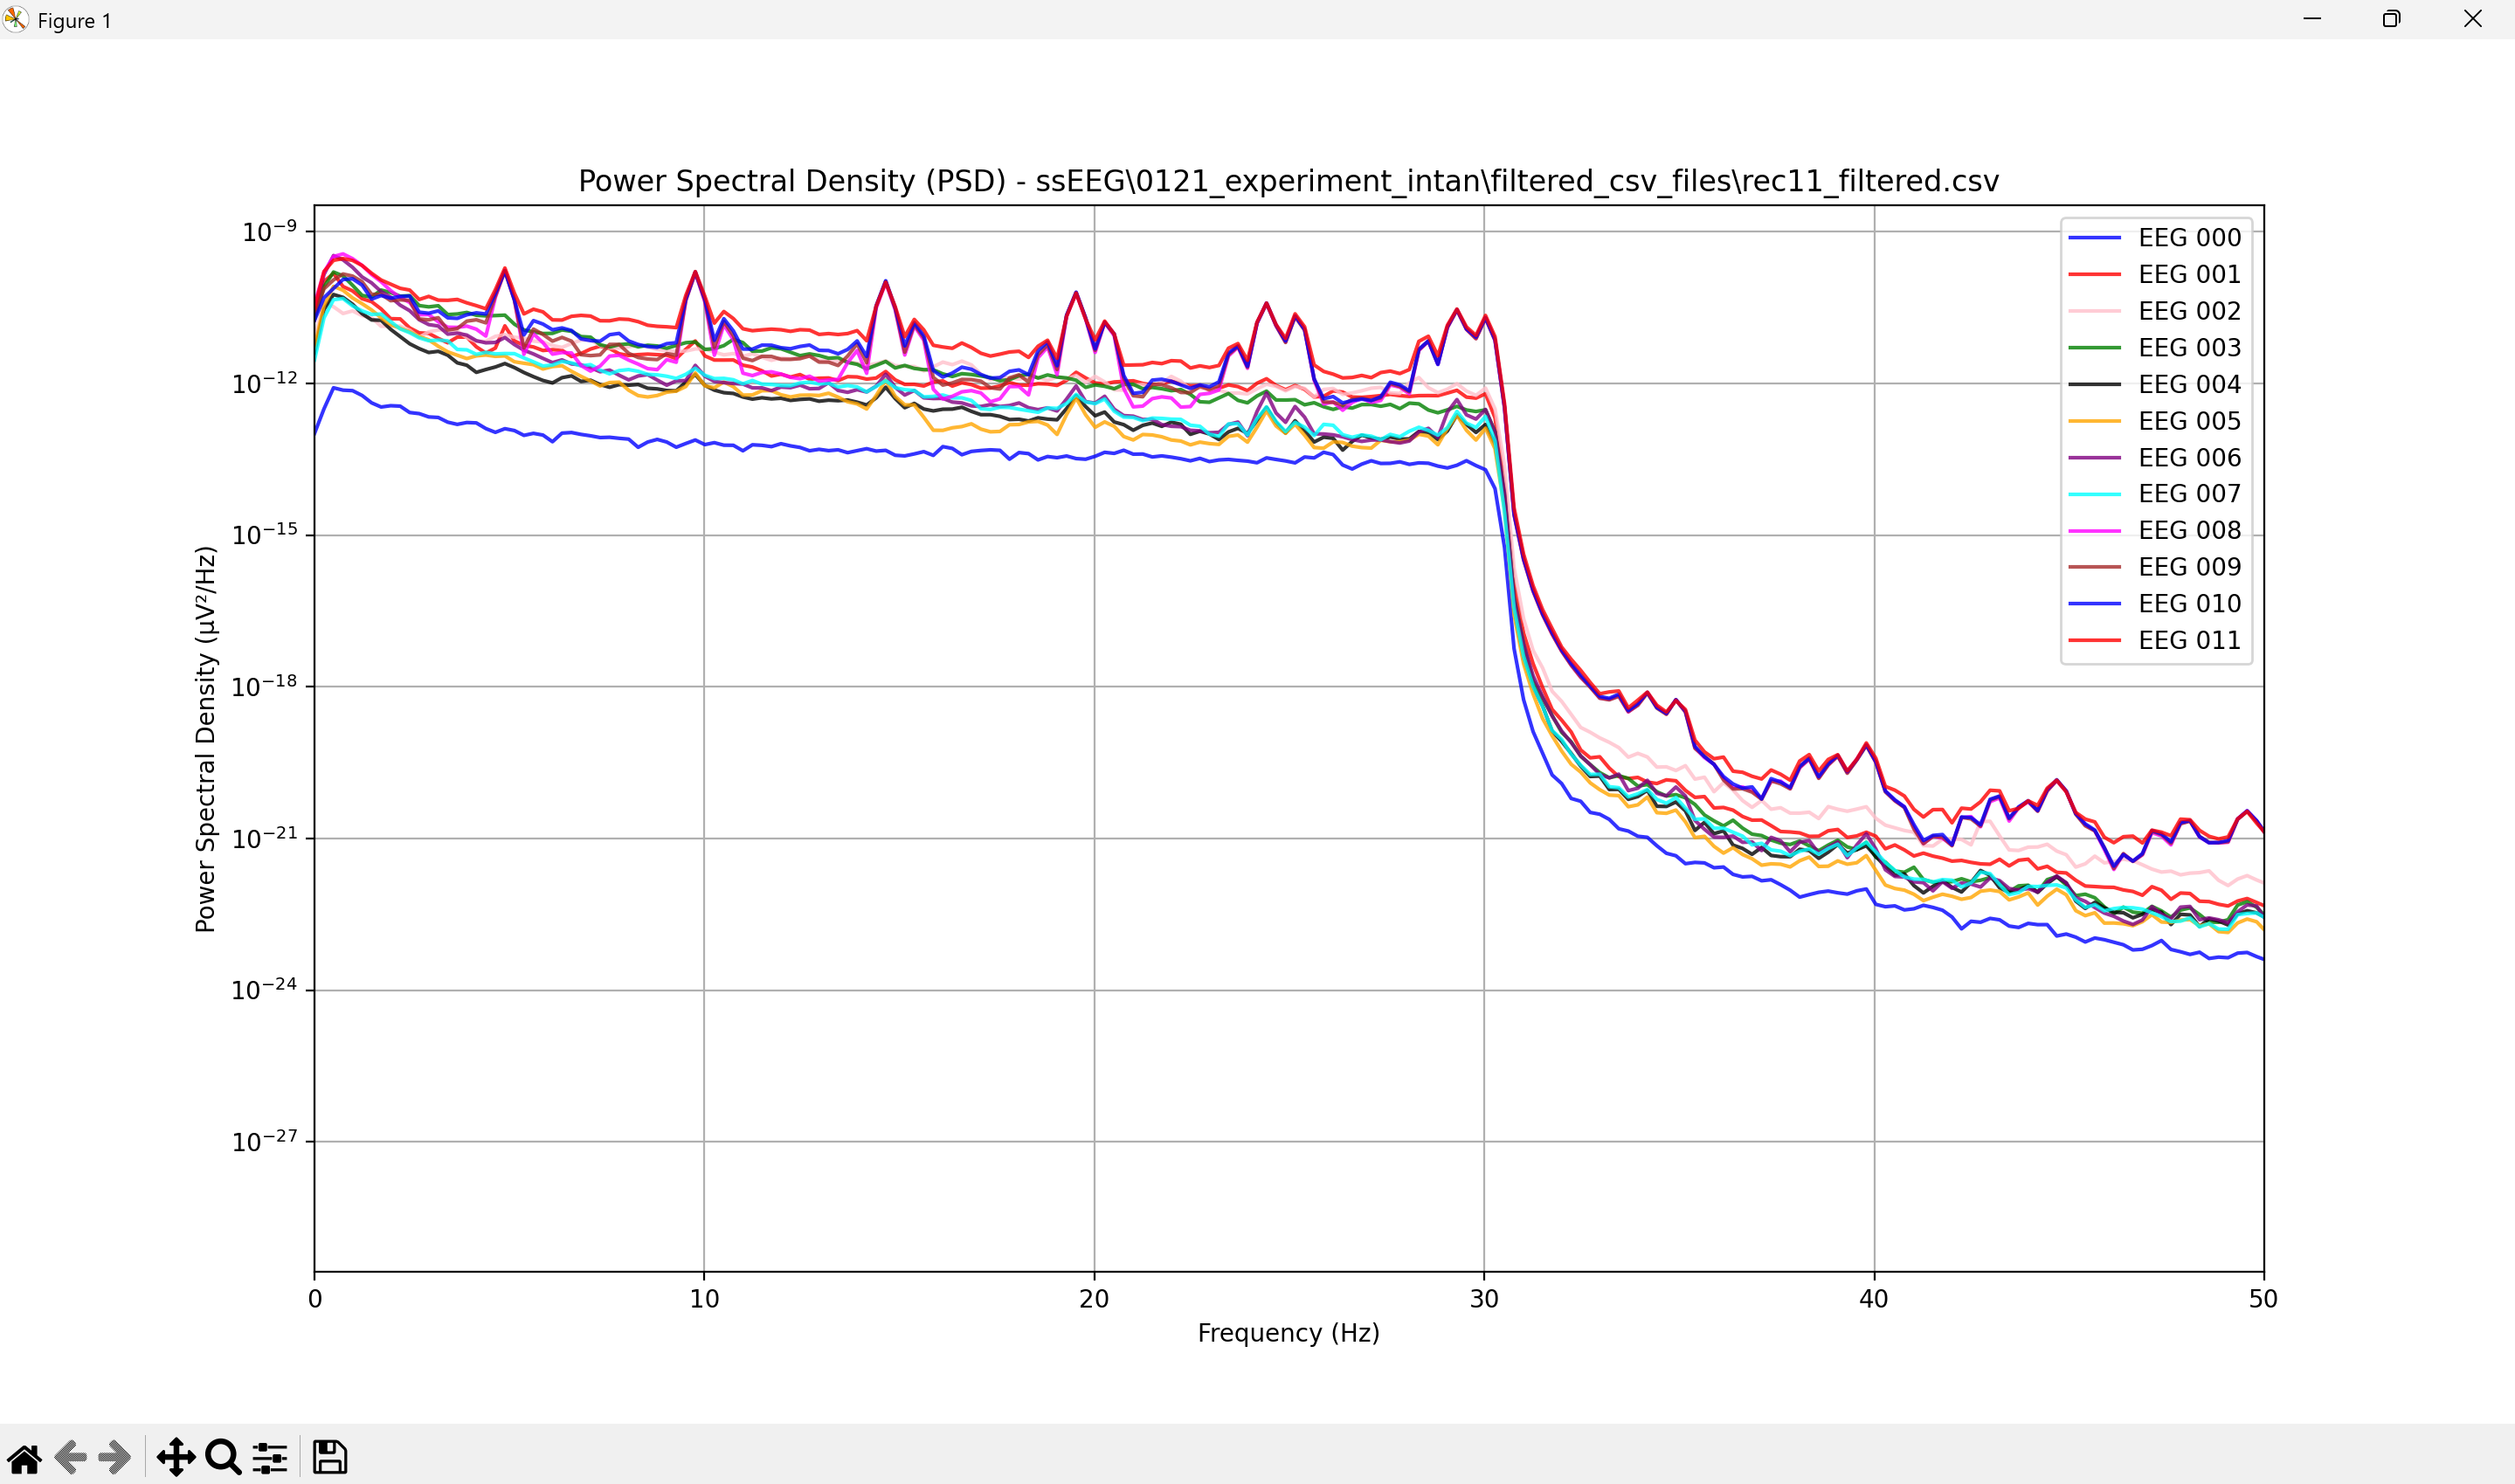 Figure 1
Power Spectral Density (PSD) - ssEEG\0121_experiment_intan\filtered_csv_files\rec11_filtered.csv
Power Spectral Density (µV²/Hz)
10⁻⁹
10⁻¹²
10⁻¹⁵
10⁻¹⁸
10⁻²¹
10⁻²⁴
10⁻²⁷
EEG 000
EEG 001
EEG 002
EEG 003
EEG 004
EEG 005
EEG 006
EEG 007
EEG 008
EEG 009
EEG 010
EEG 011
0 10 20 30 40 50
Frequency (Hz)